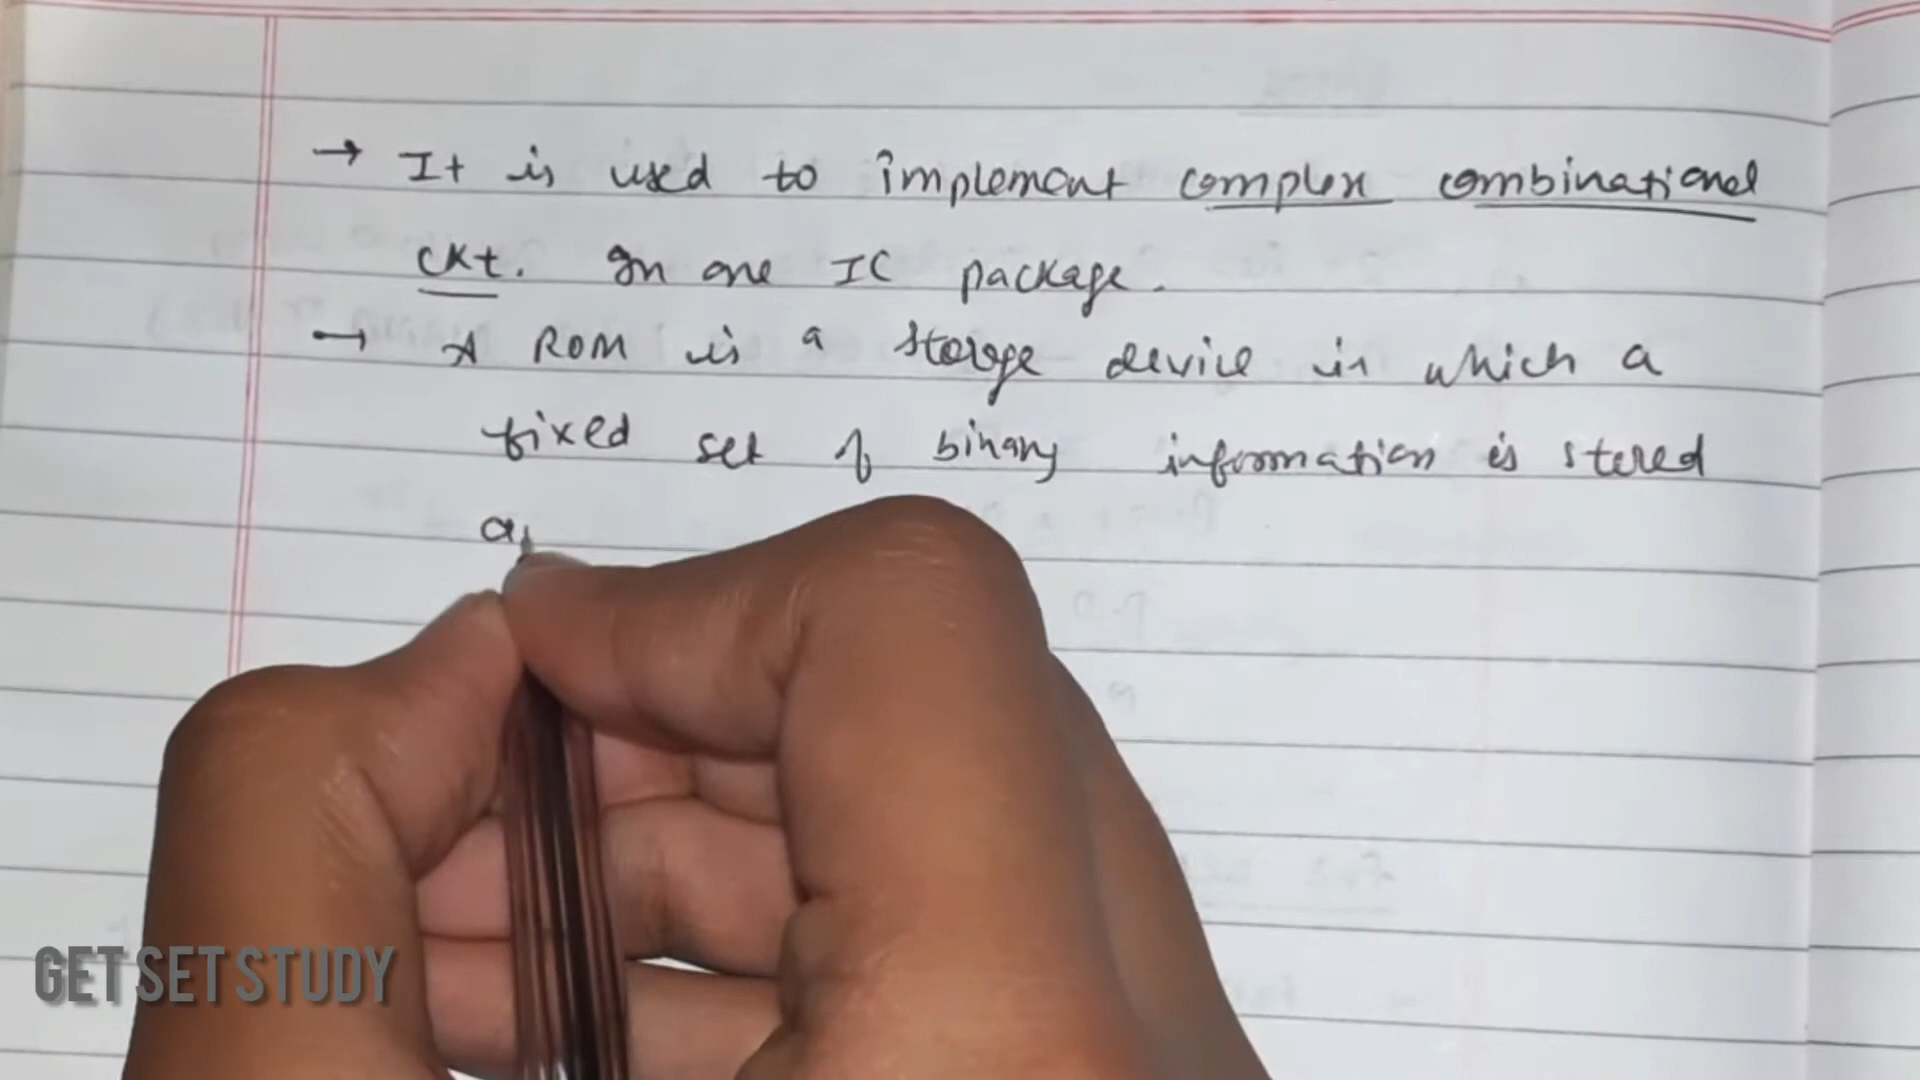 → It is used to implement complex combinational
ckt. In one IC package.
→ A ROM is a storage device in which a
fixed set of binary information is stored
GET SET STUDY